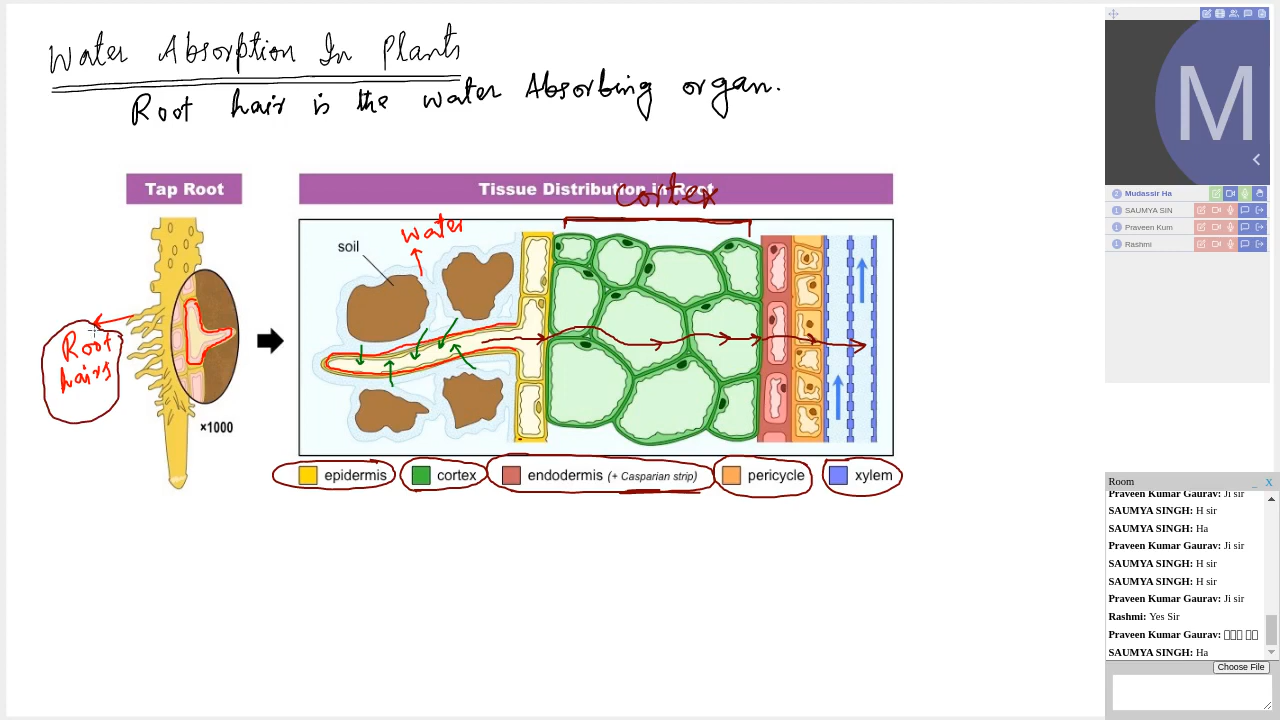 Water Absorption In Plants
Root hair is the water Absorbing organ.
Tap Root
Tissue Distribution in Root
Cortex
soil
water
Root
hairs
×1000
epidermis
cortex
endodermis (+ Casparian strip)
pericycle
xylem
M
2 Mudassir Ha
1 SAUMYA SIN
1 Praveen Kum
1 Rashmi
Room
_ X
Praveen Kumar Gaurav: Ji sir
SAUMYA SINGH: H sir
SAUMYA SINGH: Ha
Praveen Kumar Gaurav: Ji sir
SAUMYA SINGH: H sir
SAUMYA SINGH: H sir
Praveen Kumar Gaurav: Ji sir
Rashmi: Yes Sir
Praveen Kumar Gaurav:
SAUMYA SINGH: Ha
Choose File